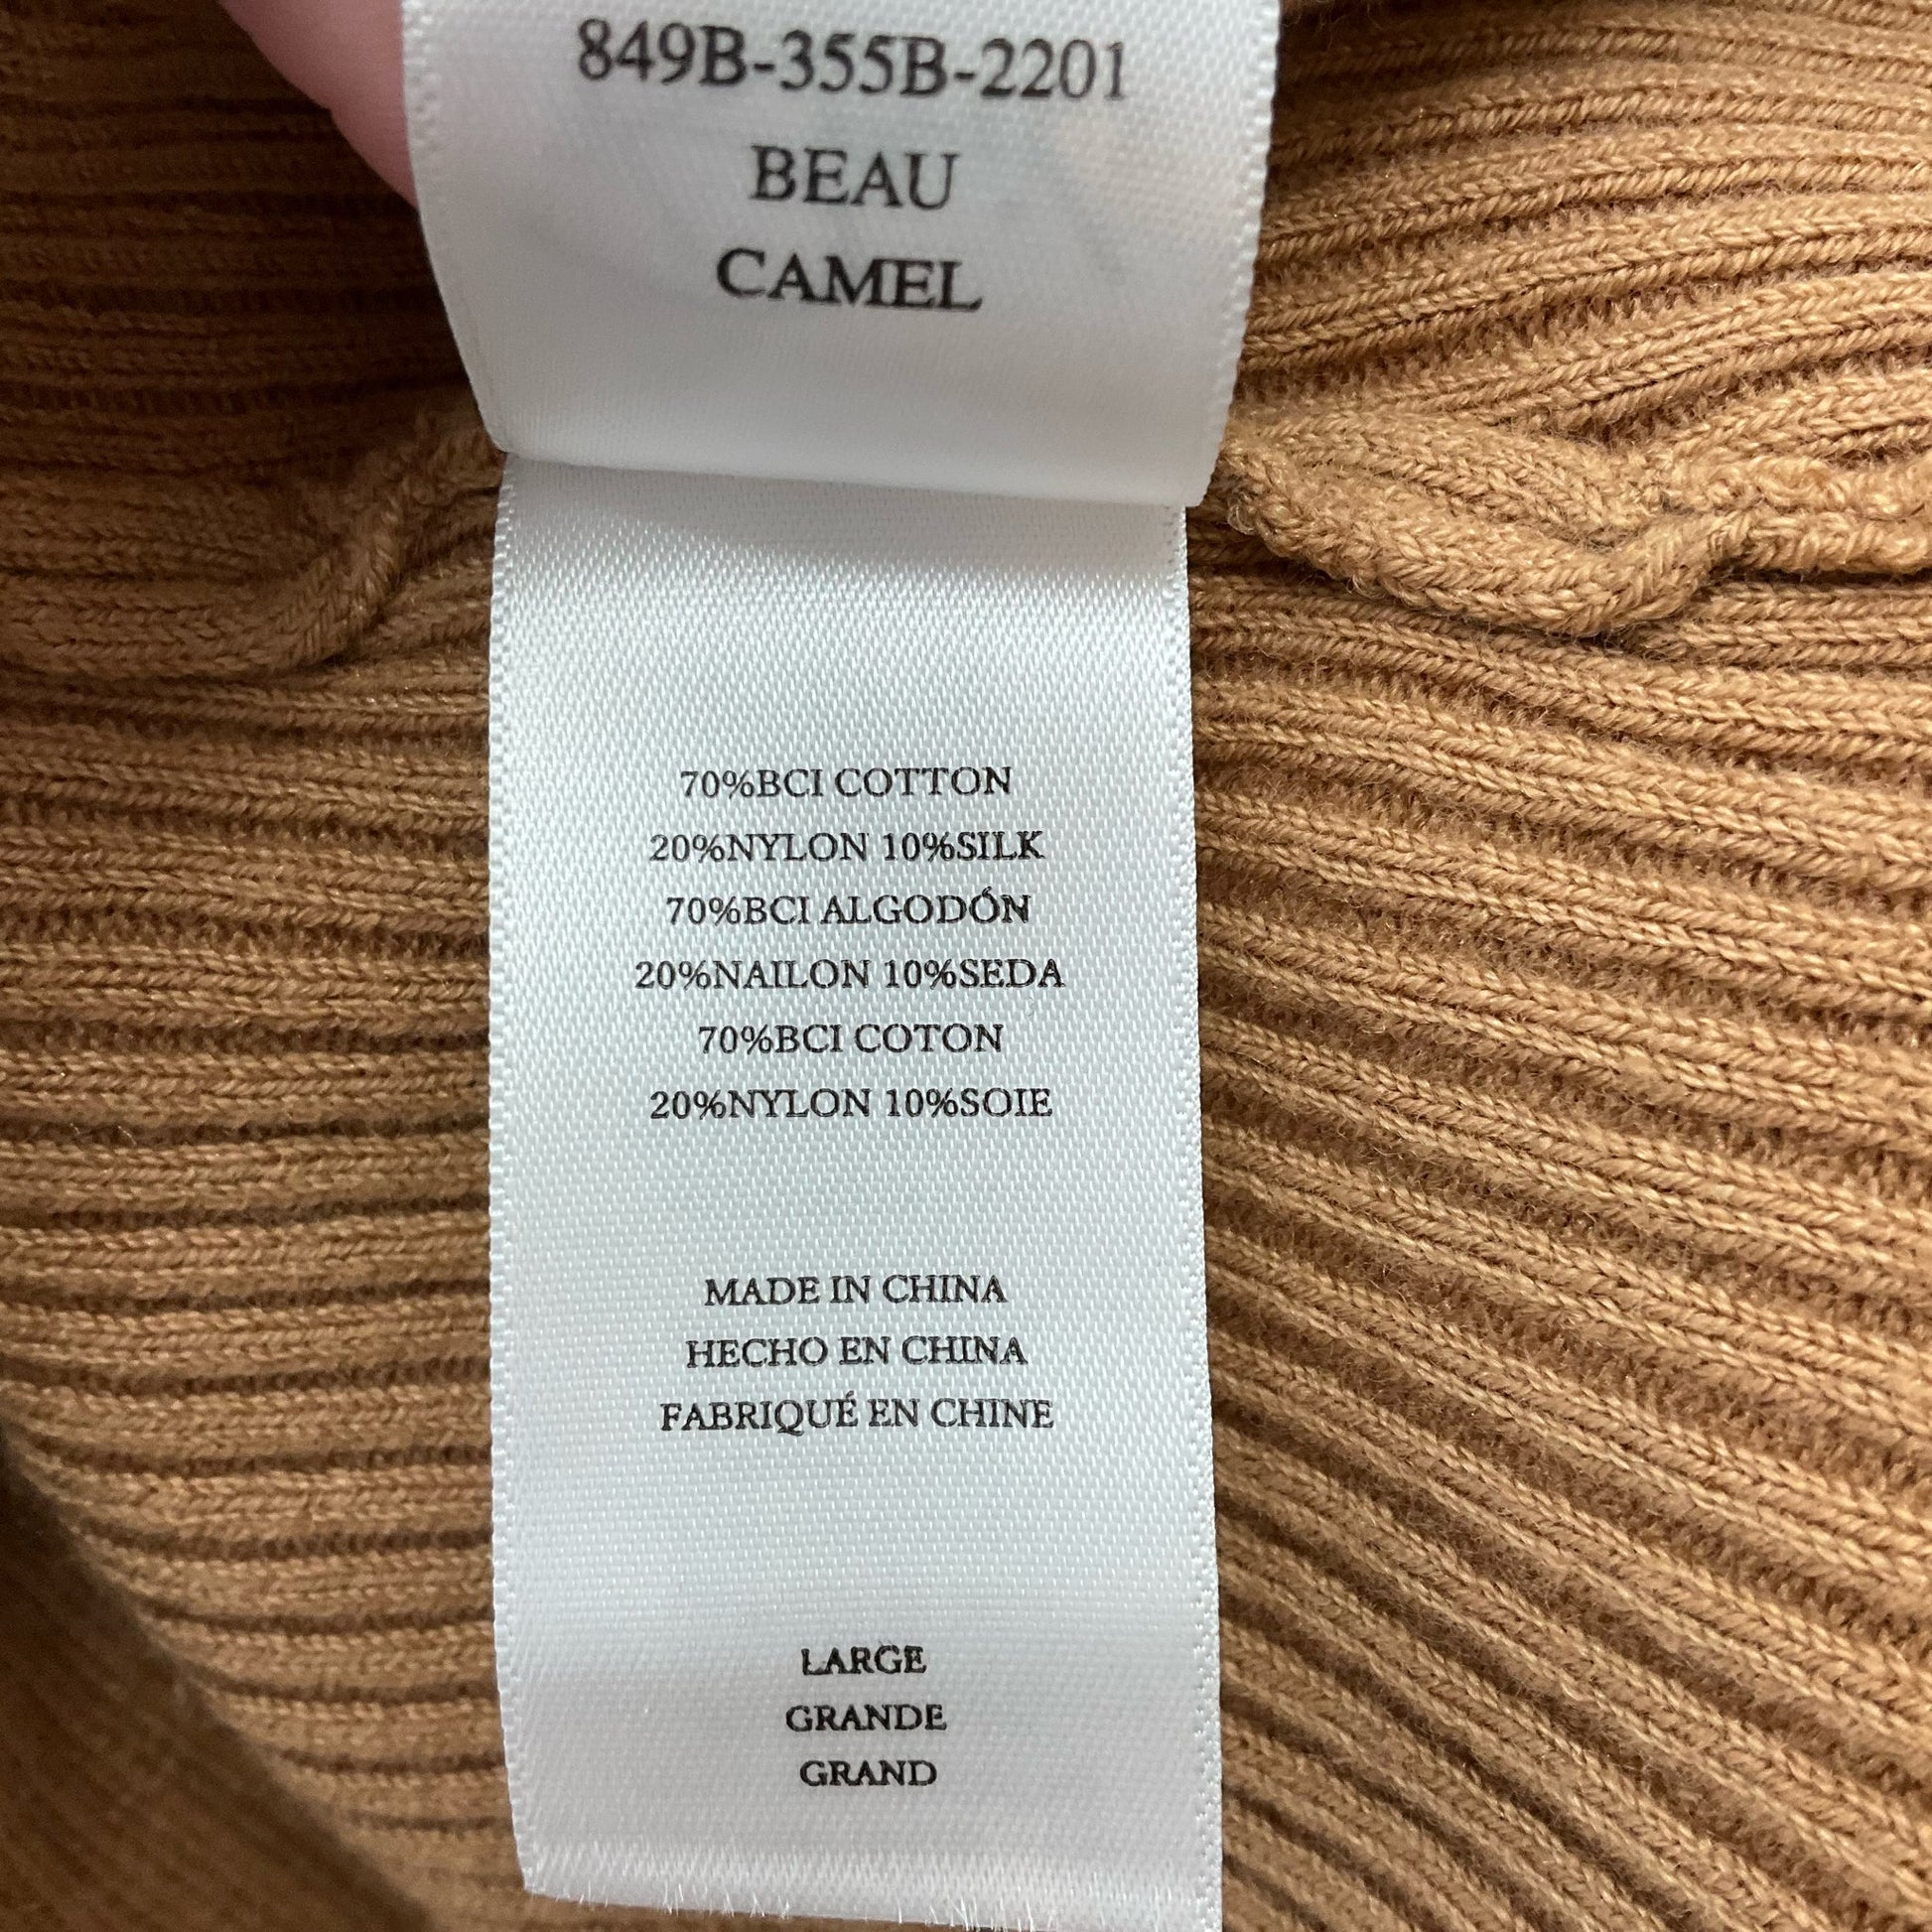 849B-355B-2201
BEAU
CAMEL
70%BCI COTTON
20%NYLON 10%SILK
70%BCI ALGODÓN
20%NAILON 10%SEDA
70%BCI COTON
20%NYLON 10%SOIE
MADE IN CHINA
HECHO EN CHINA
FABRIQUÉ EN CHINE
LARGE
GRANDE
GRAND